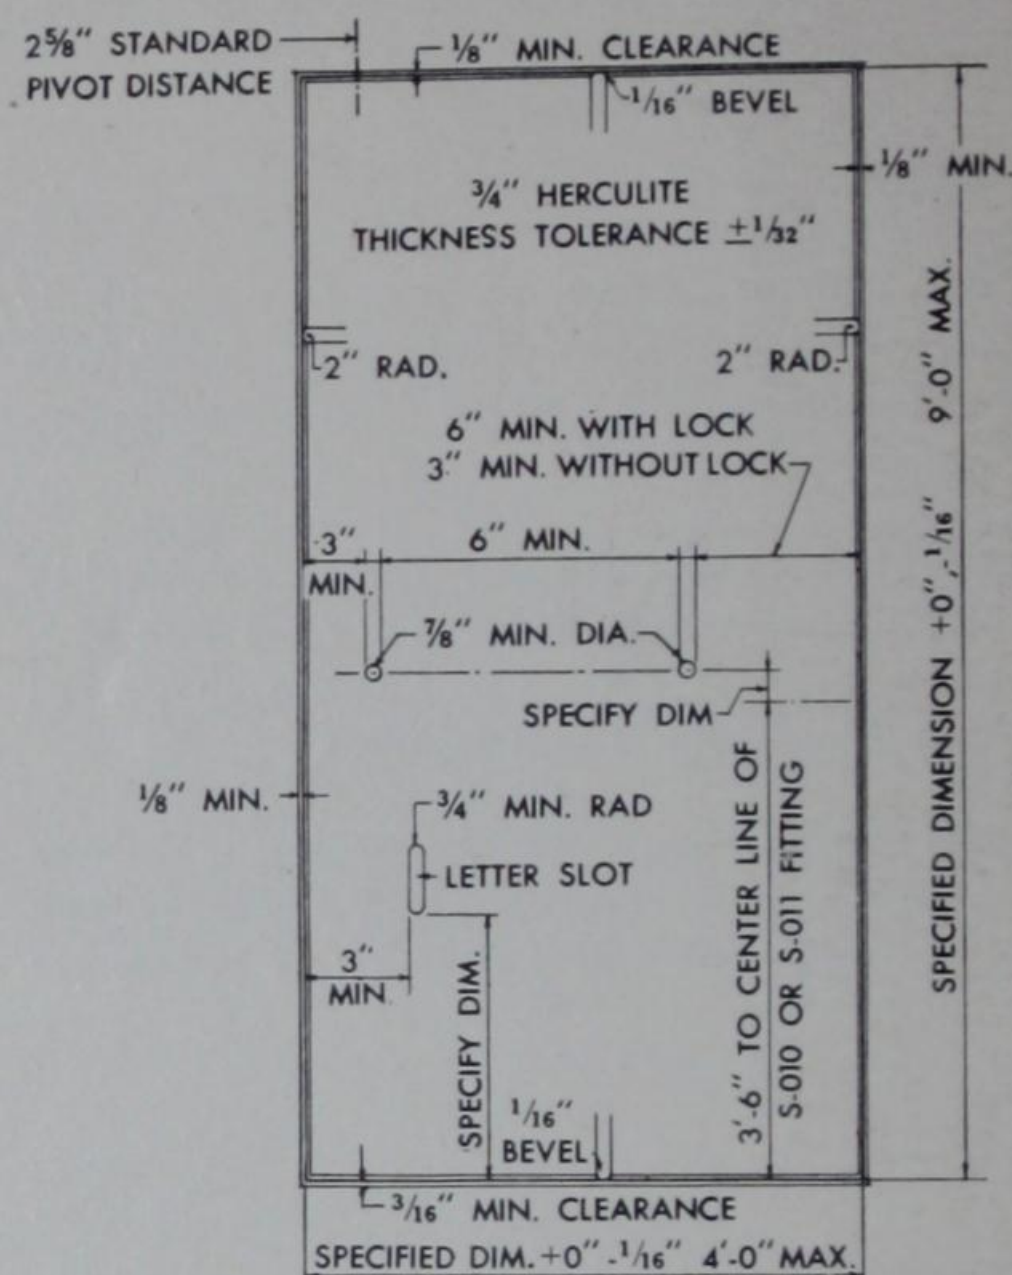 2⅝" STANDARD
PIVOT DISTANCE
⅛" MIN. CLEARANCE
1/16" BEVEL
⅛" MIN.
¾" HERCULITE
THICKNESS TOLERANCE ±1/32"
2" RAD.
2" RAD.
6" MIN. WITH LOCK
3" MIN. WITHOUT LOCK
3"
MIN.
6" MIN.
⅞" MIN. DIA.
SPECIFY DIM
⅛" MIN.
¾" MIN. RAD
LETTER SLOT
3"
MIN.
SPECIFY DIM.
1/16"
BEVEL
3'-6" TO CENTER LINE OF
S-010 OR S-011 FITTING
SPECIFIED DIMENSION +0",-1/16" 9'-0" MAX.
3/16" MIN. CLEARANCE
SPECIFIED DIM. +0" -1/16" 4'-0" MAX.